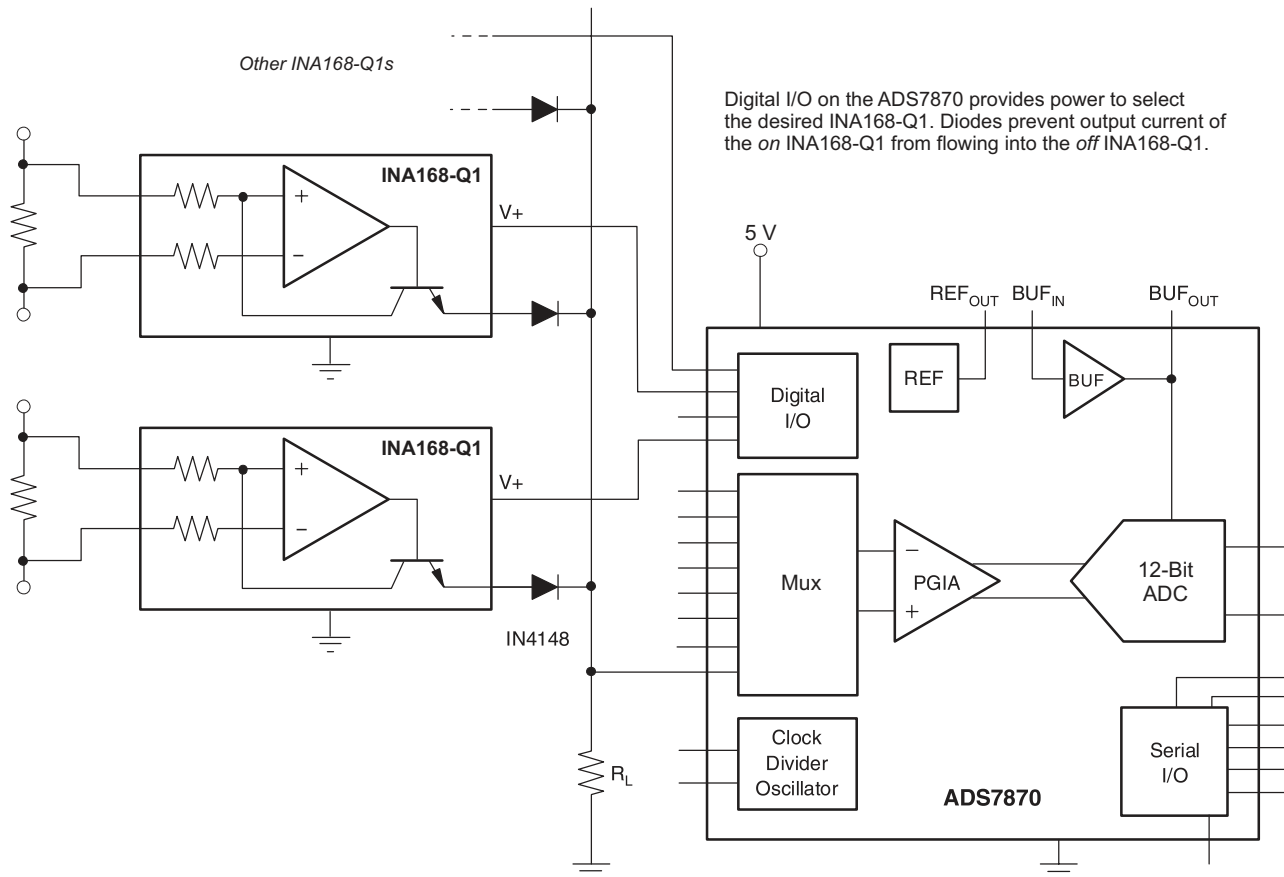 Other INA168-Q1s
Digital I/O on the ADS7870 provides power to select
the desired INA168-Q1. Diodes prevent output current of
the on INA168-Q1 from flowing into the off INA168-Q1.
INA168-Q1
+
−
V+
5 V
REFOUT
BUFIN
BUFOUT
REF
BUF
Digital
I/O
INA168-Q1
+
−
V+
IN4148
Mux
−
PGIA
+
12-Bit
ADC
RL
Clock
Divider
Oscillator
Serial
I/O
ADS7870